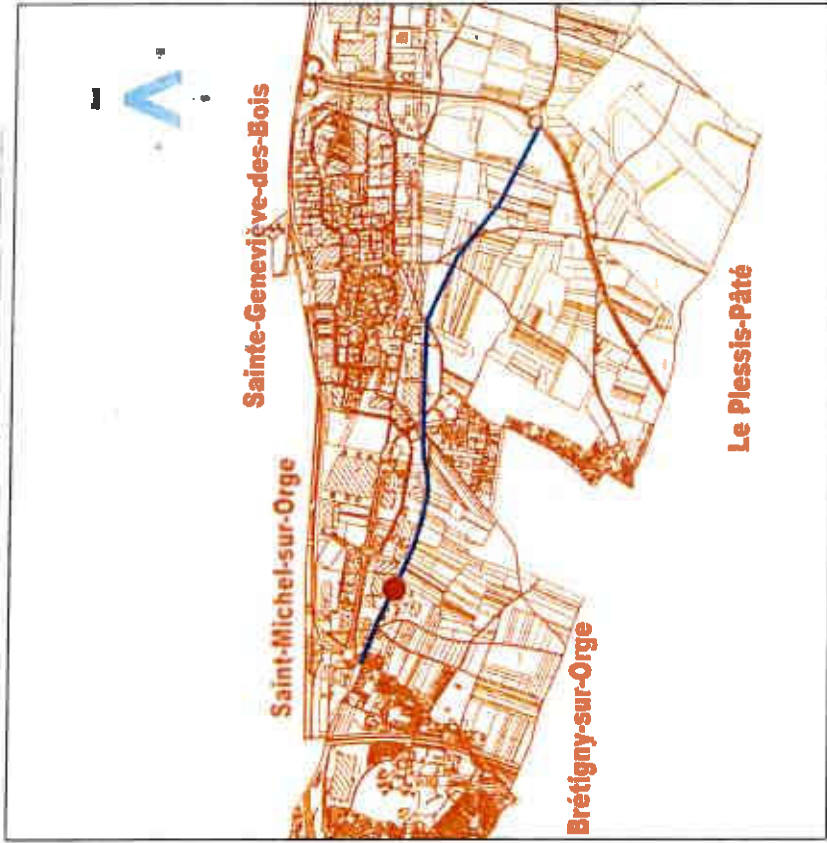 Sainte-Geneviève-des-Bois
Saint-Michel-sur-Orge
Le Plessis-Pâté
Brétigny-sur-Orge